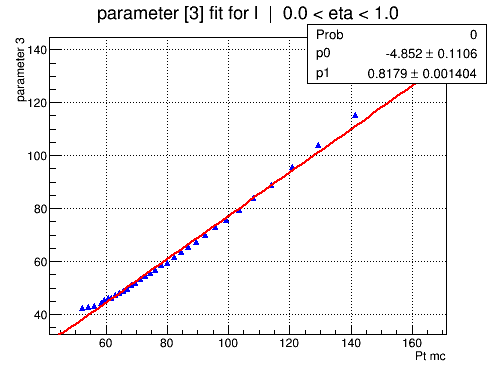 parameter [3] fit for l | 0.0 < eta < 1.0
Prob 0
p0 -4.852 ± 0.1106
p1 0.8179 ± 0.001404
parameter 3
140
120
100
80
60
40
60 80 100 120 140 160
Pt mc